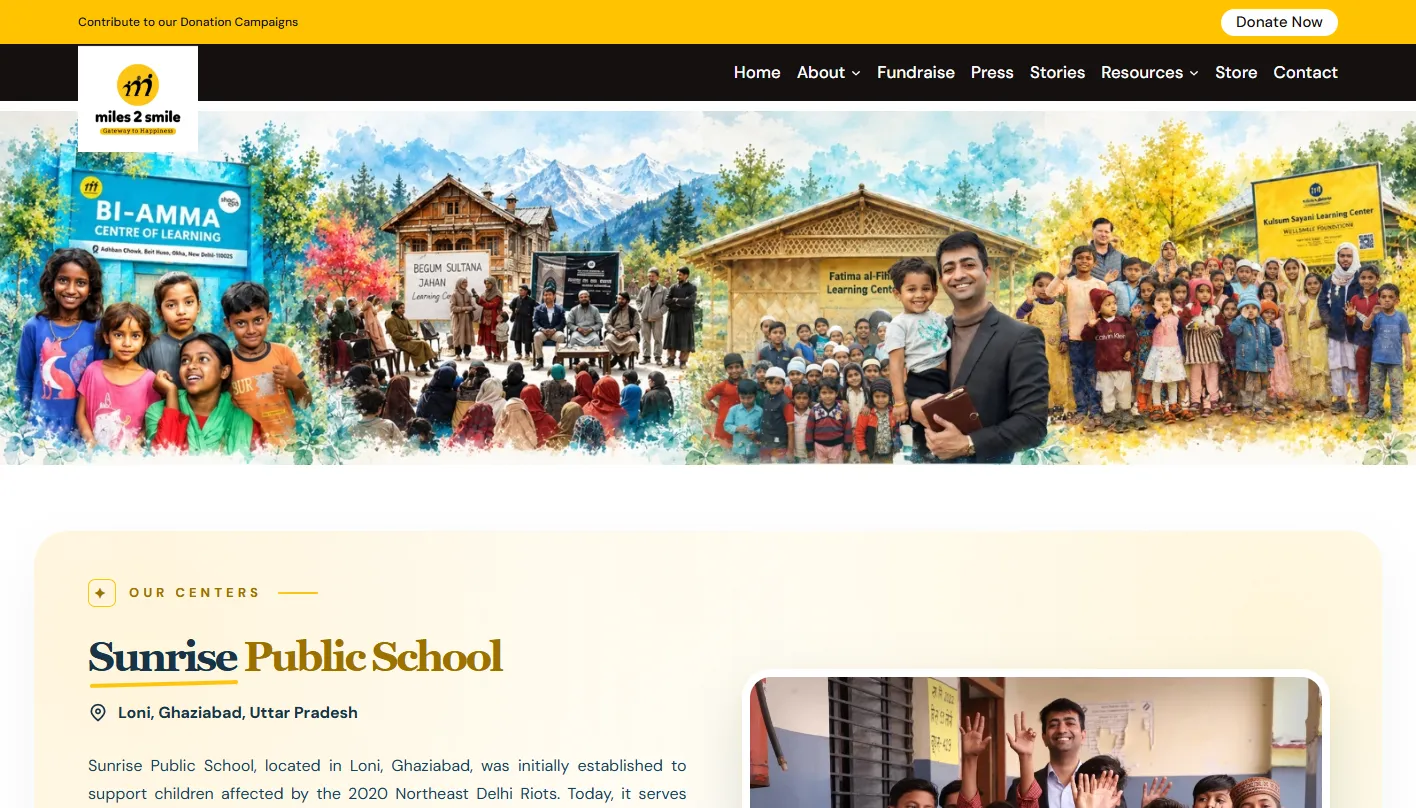 Contribute to our Donation Campaigns
Donate Now
Home
About
Fundraise
Press
Stories
Resources
Store
Contact
miles 2 smile
Gateway to Happiness
BI-AMMA
CENTRE OF LEARNING
BEGUM SULTANA
JAHAN
Learning
Fatima al-Fih
Learning Cent
Kulsum Sayani Learning Center
OUR CENTERS
Sunrise Public School
Loni, Ghaziabad, Uttar Pradesh
Sunrise Public School, located in Loni, Ghaziabad, was initially established to
support children affected by the 2020 Northeast Delhi Riots. Today, it serves